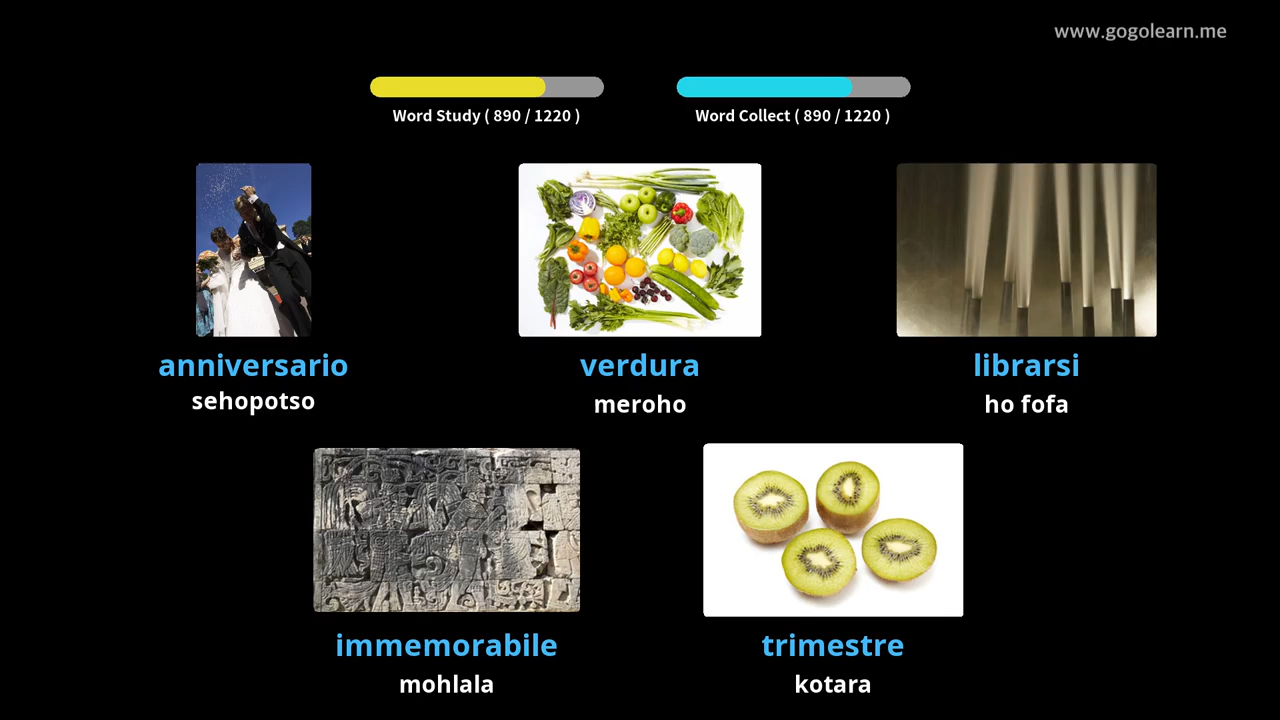 www.gogolearn.me
Word Study ( 890 / 1220 )
Word Collect ( 890 / 1220 )
anniversario
sehopotso
verdura
meroho
librarsi
ho fofa
immemorabile
mohlala
trimestre
kotara